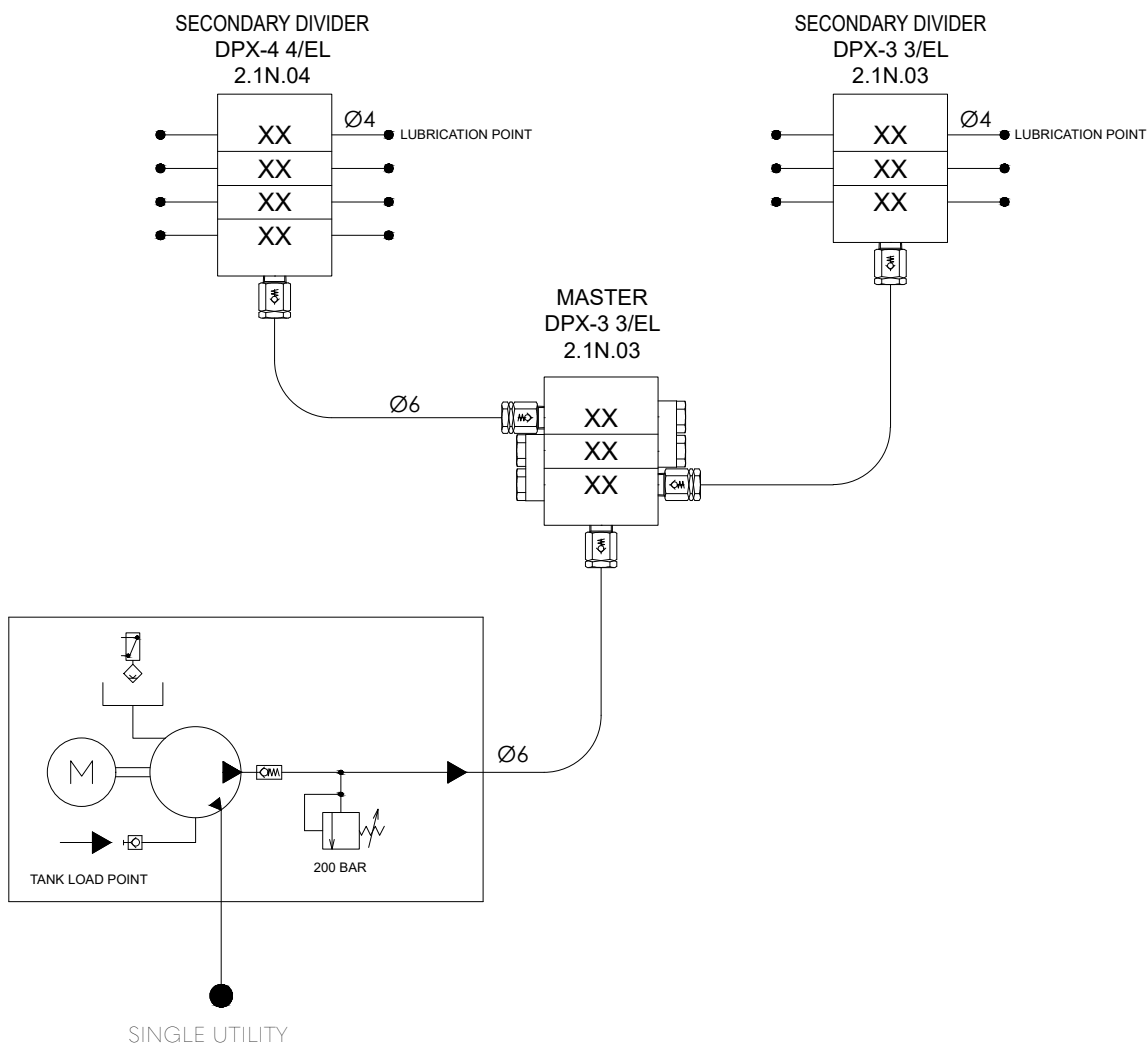 SECONDARY DIVIDER
DPX-4 4/EL
2.1N.04
SECONDARY DIVIDER
DPX-3 3/EL
2.1N.03
XX
Ø4
LUBRICATION POINT
XX
XX
XX
XX
Ø4
LUBRICATION POINT
XX
XX
MASTER
DPX-3 3/EL
2.1N.03
Ø6
XX
XX
XX
M
Ø6
200 BAR
TANK LOAD POINT
SINGLE UTILITY